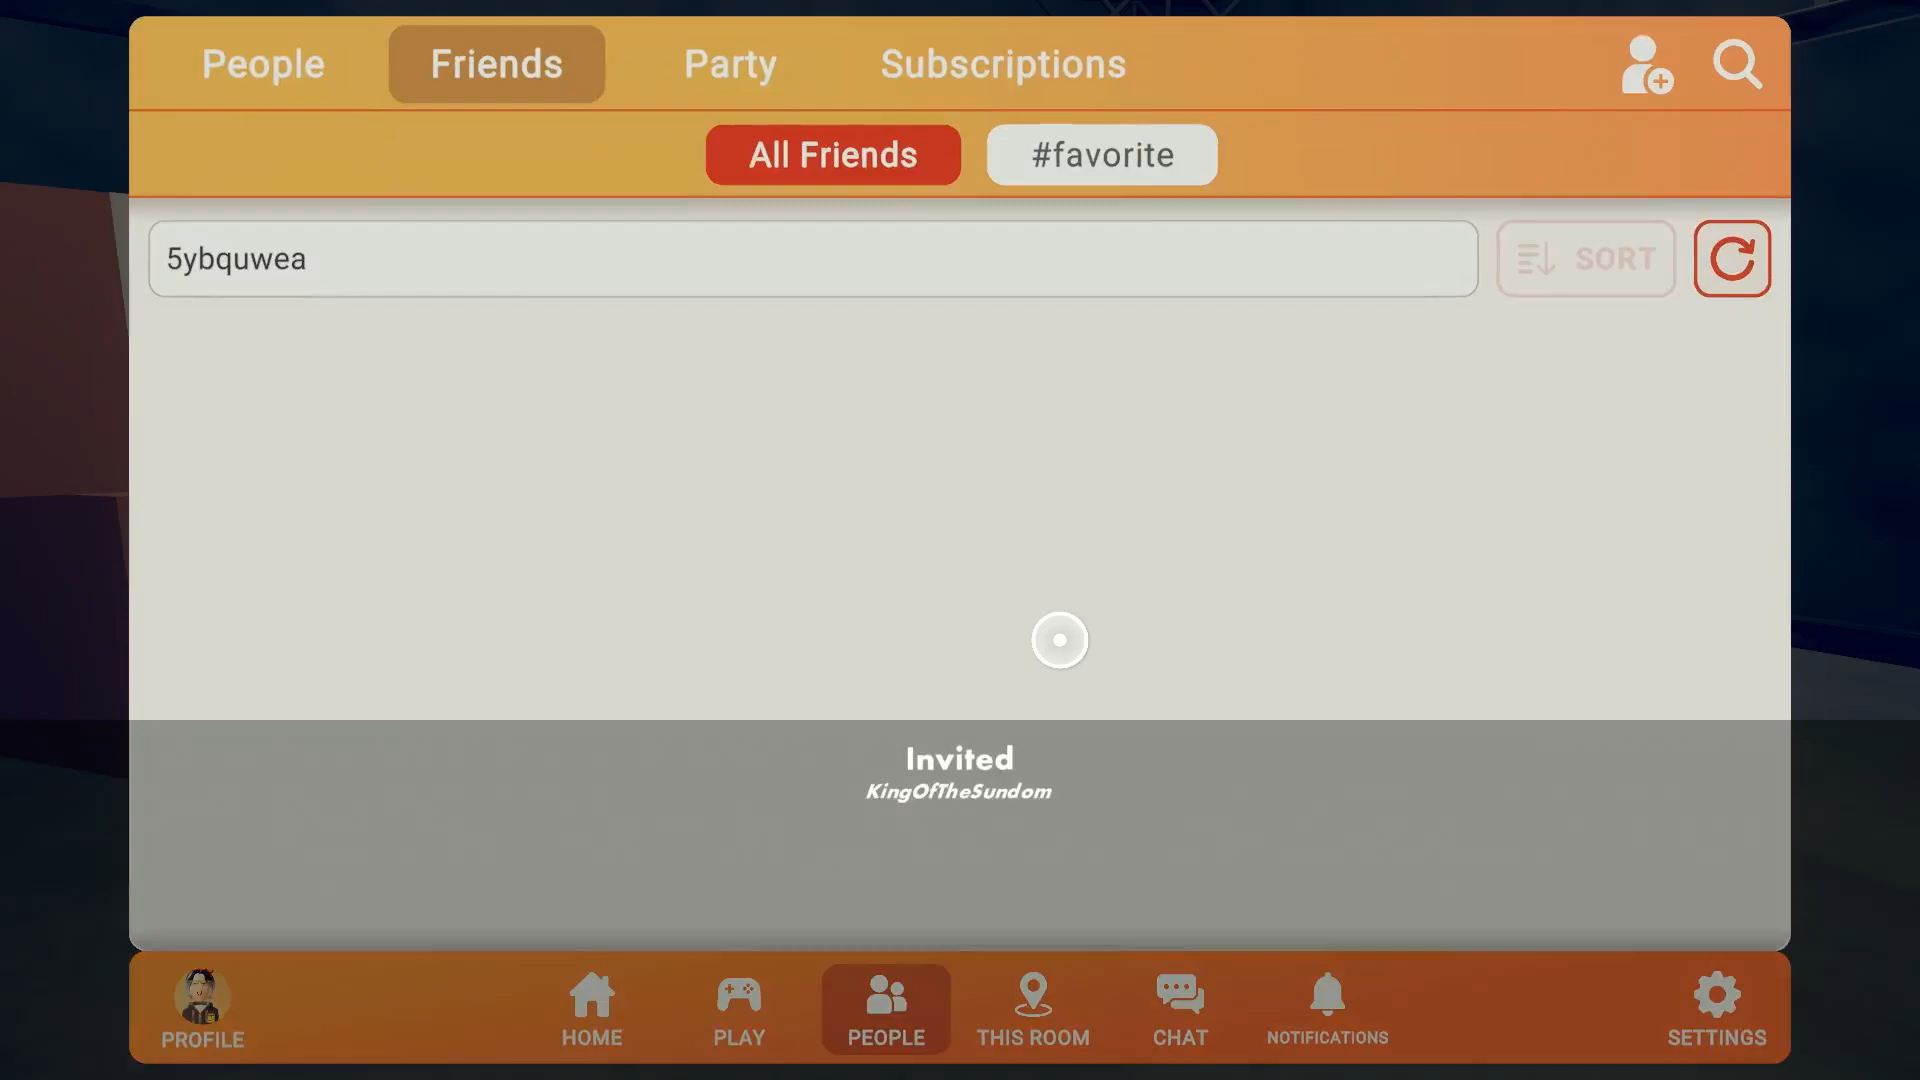 People
Friends
Party
Subscriptions
All Friends
#favorite
5ybquwea
SORT
Invited
KingOfTheSundom
PROFILE
HOME
PLAY
PEOPLE
THIS ROOM
CHAT
NOTIFICATIONS
SETTINGS